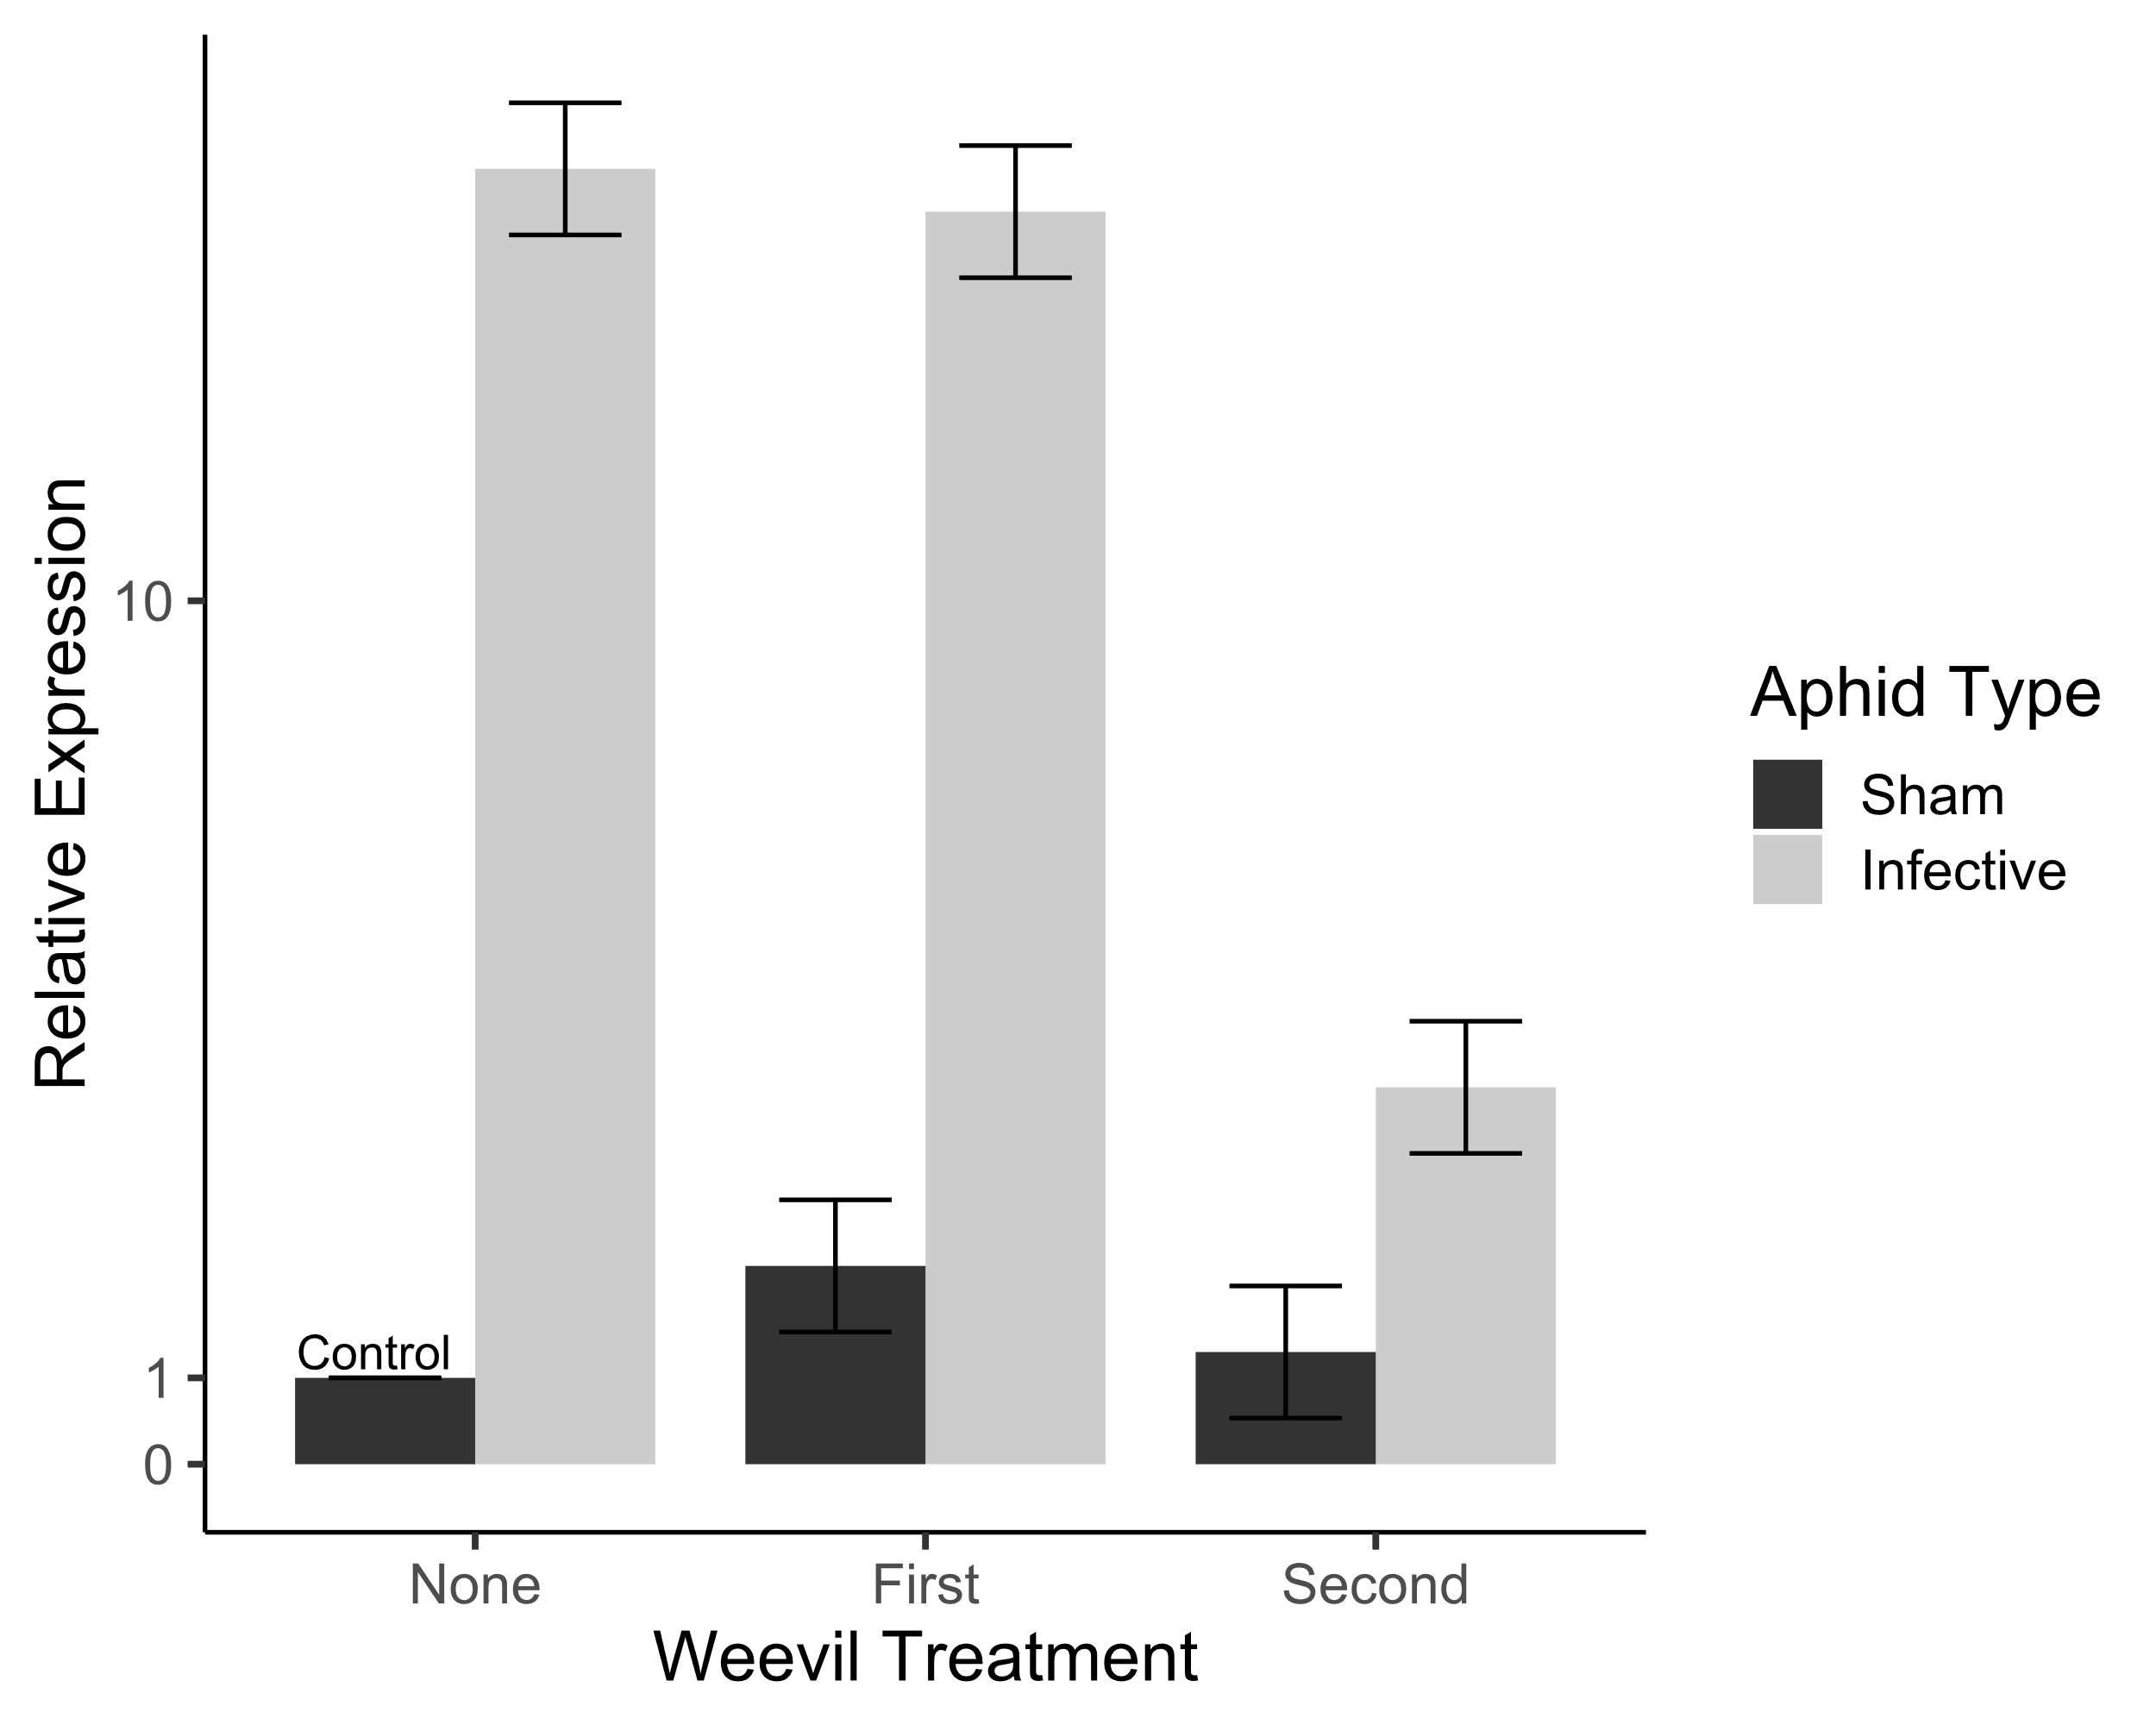 Relative Expression
10
1
0
Control
None
First
Second
Weevil Treatment
Aphid Type
Sham
Infective